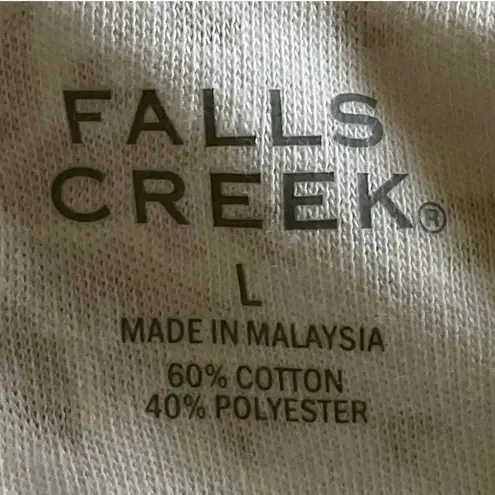 FALLS
CREEK®
L
MADE IN MALAYSIA
60% COTTON
40% POLYESTER